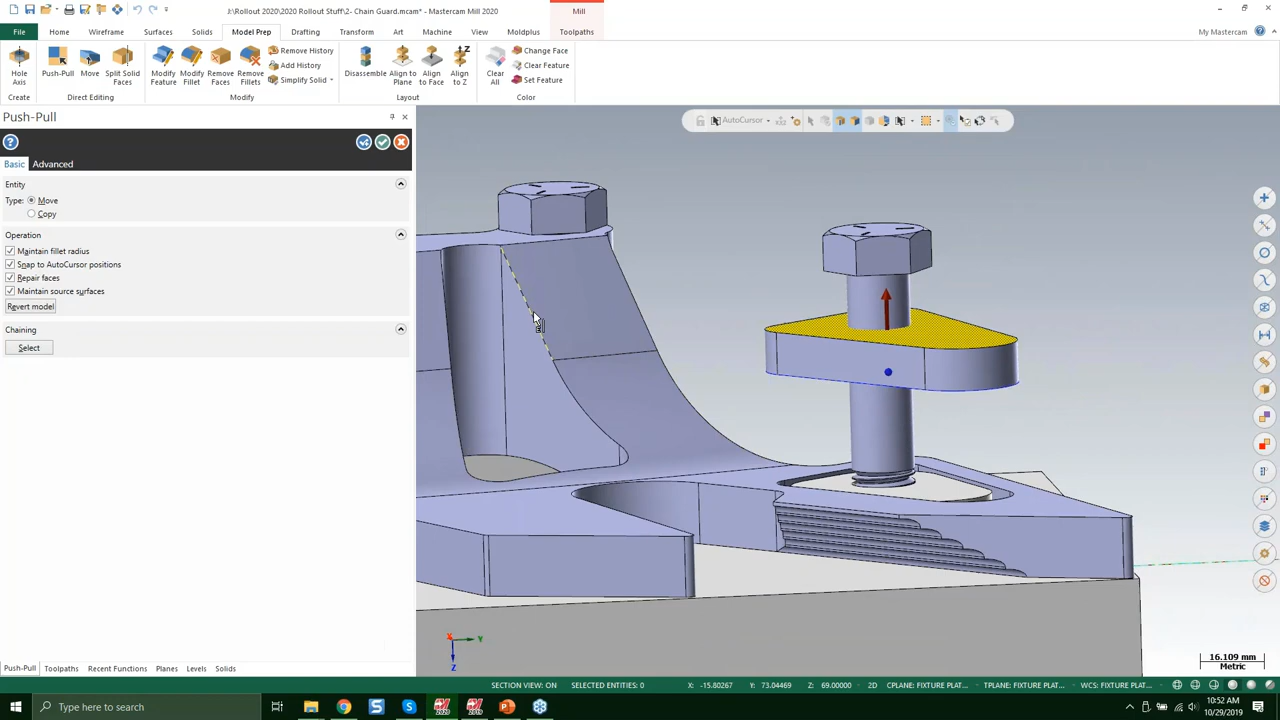 J:\Rollout 2020\2020 Rollout Stuff\2- Chain Guard.mcam* - Mastercam Mill 2020
Mill
File Home Wireframe Surfaces Solids Model Prep Drafting Transform Art Machine View Moldplus Toolpaths
My Mastercam
Hole Axis
Push-Pull
Move
Split Solid Faces
Modify Feature
Modify Fillet
Remove Faces
Remove Fillets
Remove History
Add History
Simplify Solid
Disassemble
Align to Plane
Align to Face
Align to Z
Clear All
Change Face
Clear Feature
Set Feature
Create Direct Editing Modify Layout Color
Push-Pull
AutoCursor
Basic Advanced
Entity
Type: Move
Copy
Operation
Maintain fillet radius
Snap to AutoCursor positions
Repair faces
Maintain source surfaces
Revert model
Chaining
Select
X Y Z
16.109 mm
Metric
Push-Pull Toolpaths Recent Functions Planes Levels Solids
SECTION VIEW: ON SELECTED ENTITIES: 0 X: -15.80267 Y: 73.04469 Z: 69.00000 2D CPLANE: FIXTURE PLAT... TPLANE: FIXTURE PLAT... WCS: FIXTURE PLAT...
Type here to search
10:52 AM
10/29/2019